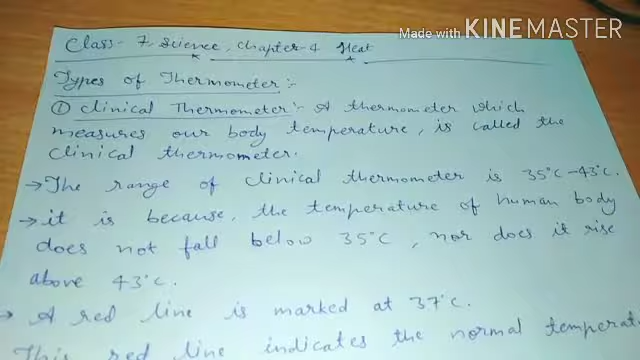 Made with KINEMASTER
Class - 7 Science, Chapter-4 Heat
Types of Thermometer :-
① Clinical Thermometer:- A thermometer which
measures our body temperature, is called the
Clinical thermometer.
→ The range of clinical thermometer is 35°C-43°C.
→ it is because, the temperature of human body
does not fall below 35°C, nor does it rise
above 43°C.
→ A red line is marked at 37°C.
This red line indicates the normal temperat